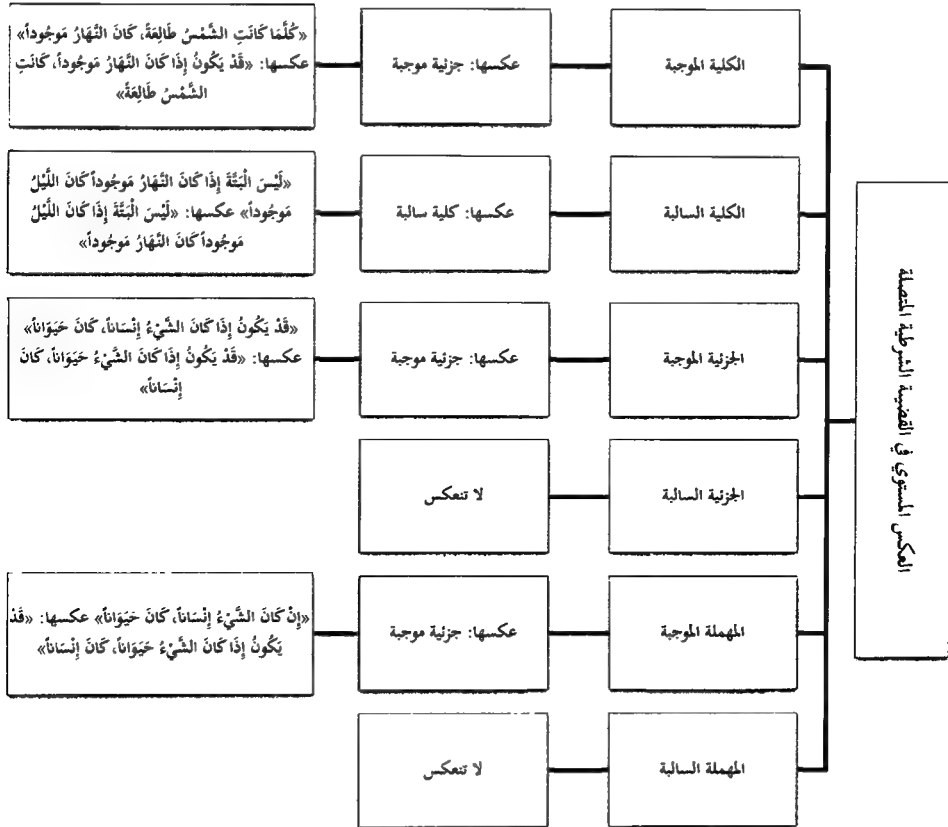 العكس المستوي في القضية الشرطية المتصلة
الكلية الموجبة
عكسها: جزئية موجبة
«كُلَّمَا كَانَتِ الشَّمْسُ طَالِعَةً، كَانَ النَّهَارُ مَوجُوداً»
عكسها: «قَدْ يَكُونُ إِذَا كَانَ النَّهَارُ مَوجُوداً، كَانَتِ
الشَّمْسُ طَالِعَةً»
الكلية السالبة
عكسها: كلية سالبة
«لَيْسَ الْبَتَّةَ إِذَا كَانَ النَّهَارُ مَوجُوداً كَانَ اللَّيْلُ
مَوجُوداً» عكسها: «لَيْسَ الْبَتَّةَ إِذَا كَانَ اللَّيْلُ
مَوجُوداً كَانَ النَّهَارُ مَوجُوداً»
الجزئية الموجبة
عكسها: جزئية موجبة
«قَدْ يَكُونُ إِذَا كَانَ الشَّيْءُ إِنْسَاناً، كَانَ حَيَوَاناً»
عكسها: «قَدْ يَكُونُ إِذَا كَانَ الشَّيْءُ حَيَوَاناً، كَانَ
إِنْسَاناً»
الجزئية السالبة
لا تنعكس
المهملة الموجبة
عكسها: جزئية موجبة
«إِنْ كَانَ الشَّيْءُ إِنْسَاناً، كَانَ حَيَوَاناً» عكسها: «قَدْ
يَكُونُ إِذَا كَانَ الشَّيْءُ حَيَوَاناً، كَانَ إِنْسَاناً»
المهملة السالبة
لا تنعكس